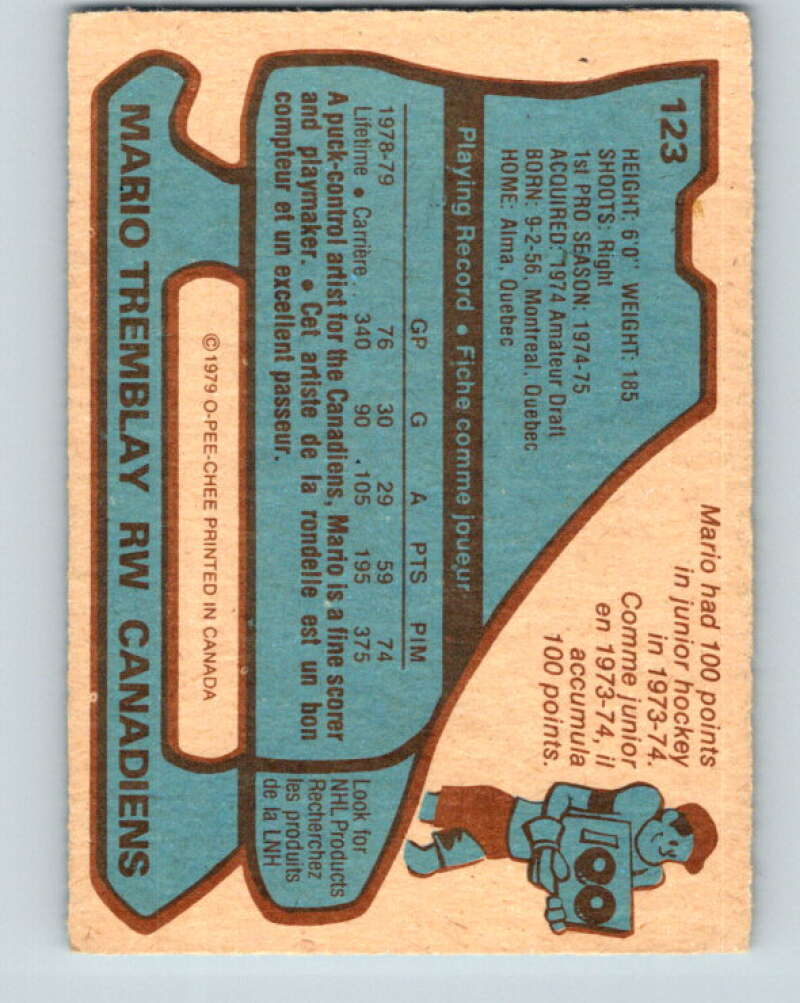 123
HEIGHT: 6'0" WEIGHT: 185
SHOOTS: Right
1st PRO SEASON: 1974-75
ACQUIRED: 1974 Amateur Draft
BORN: 9-2-56, Montreal, Quebec
HOME: Alma, Quebec
Mario had 100 points
in junior hockey
in 1973-74.
Comme junior
en 1973-74, il
accumula
100 points.
100
Playing Record • Fiche comme joueur
GP G A PTS PIM
1978-79 76 30 29 59 74
Lifetime • Carrière.. 340 90 .105 195 375
A puck-control artist for the Canadiens, Mario is a fine scorer
and playmaker. • Cet artiste de la rondelle est un bon
compteur et un excellent passeur.
Look for
NHL Products
Recherchez
les produits
de la LNH
©1979 O-PEE-CHEE PRINTED IN CANADA
MARIO TREMBLAY RW CANADIENS